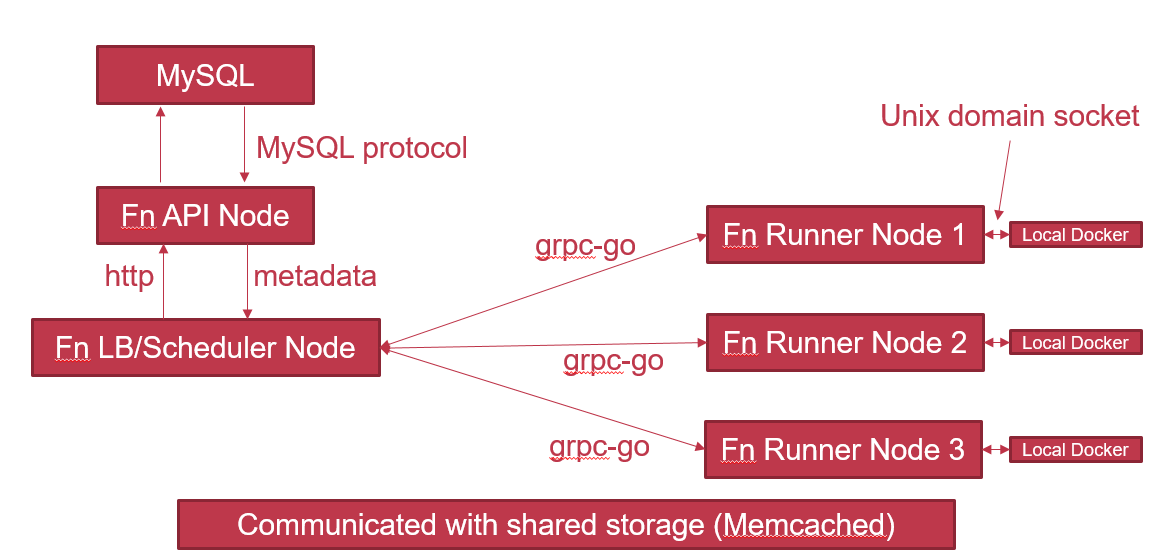 MySQL
MySQL protocol
Fn API Node
http
metadata
Fn LB/Scheduler Node
grpc-go
grpc-go
grpc-go
Unix domain socket
Fn Runner Node 1
Local Docker
Fn Runner Node 2
Local Docker
Fn Runner Node 3
Local Docker
Communicated with shared storage (Memcached)